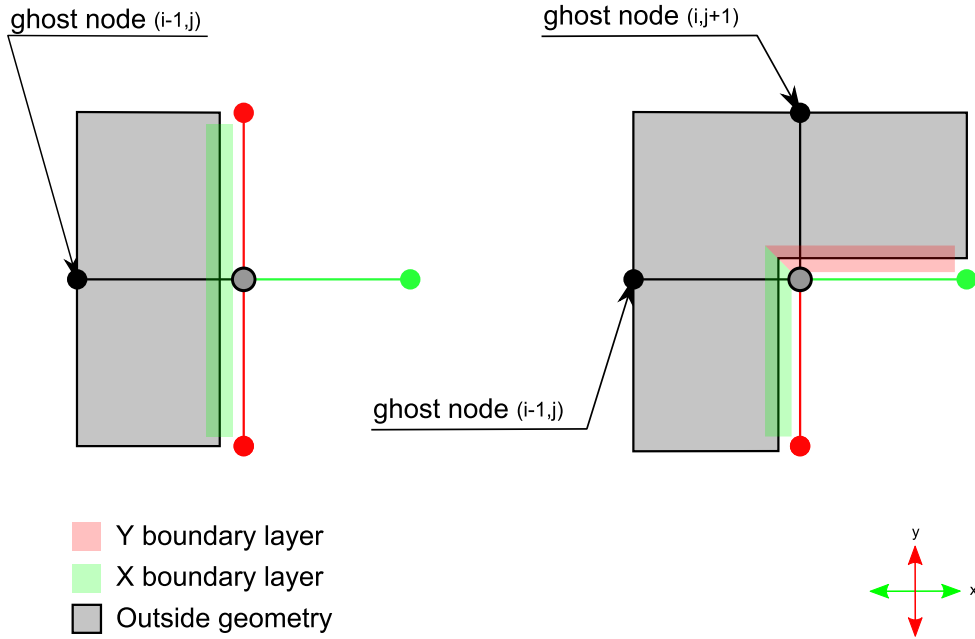 ghost node (i-1,j)
ghost node (i,j+1)
ghost node (i-1,j)
Y boundary layer
X boundary layer
Outside geometry
y
x